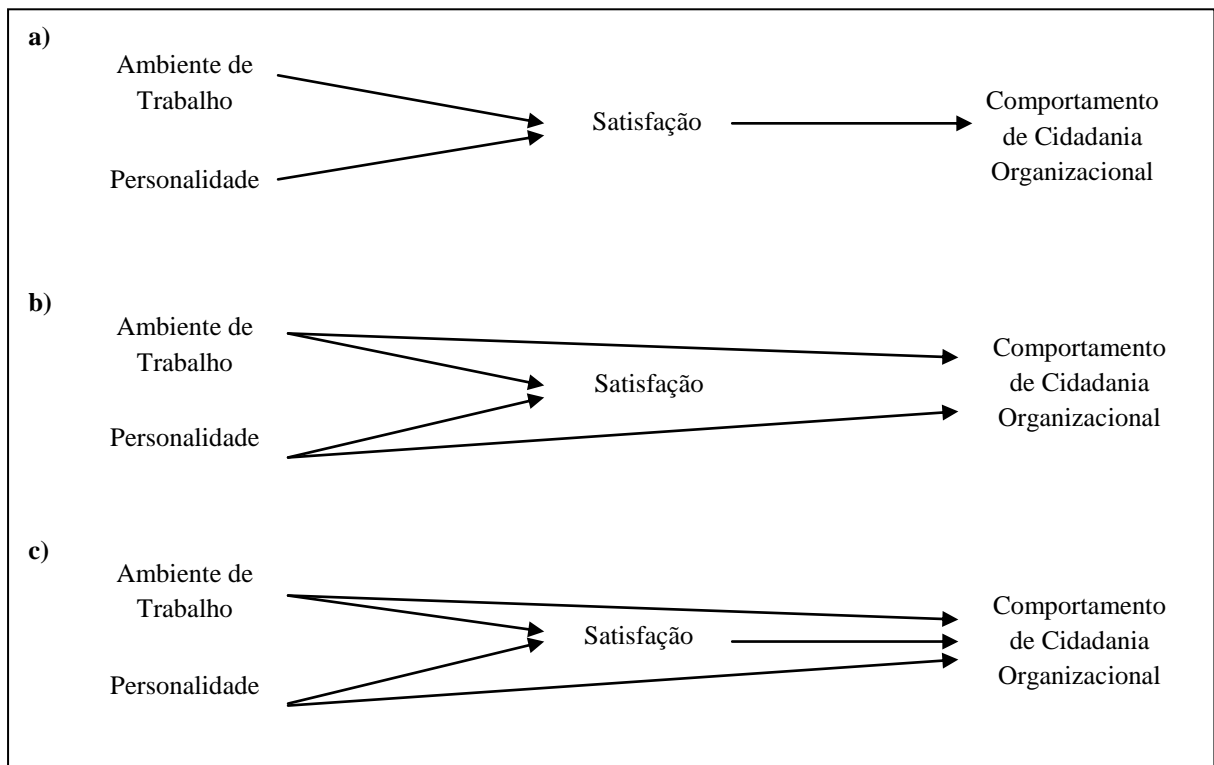 a)
Ambiente de
Trabalho
Personalidade
Satisfação
Comportamento
de Cidadania
Organizacional
b)
Ambiente de
Trabalho
Personalidade
Satisfação
Comportamento
de Cidadania
Organizacional
c)
Ambiente de
Trabalho
Personalidade
Satisfação
Comportamento
de Cidadania
Organizacional